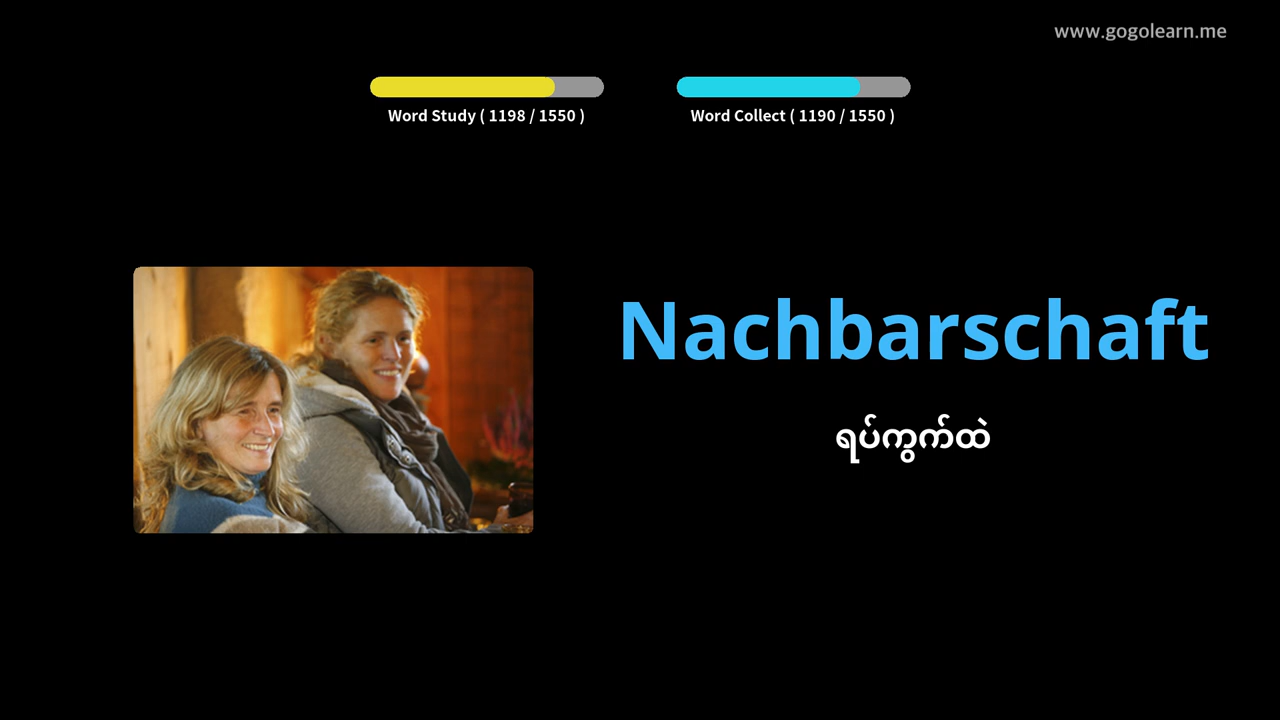 www.gogolearn.me
Word Study ( 1198 / 1550 )
Word Collect ( 1190 / 1550 )
Nachbarschaft
ရပ်ကွက်ထဲ